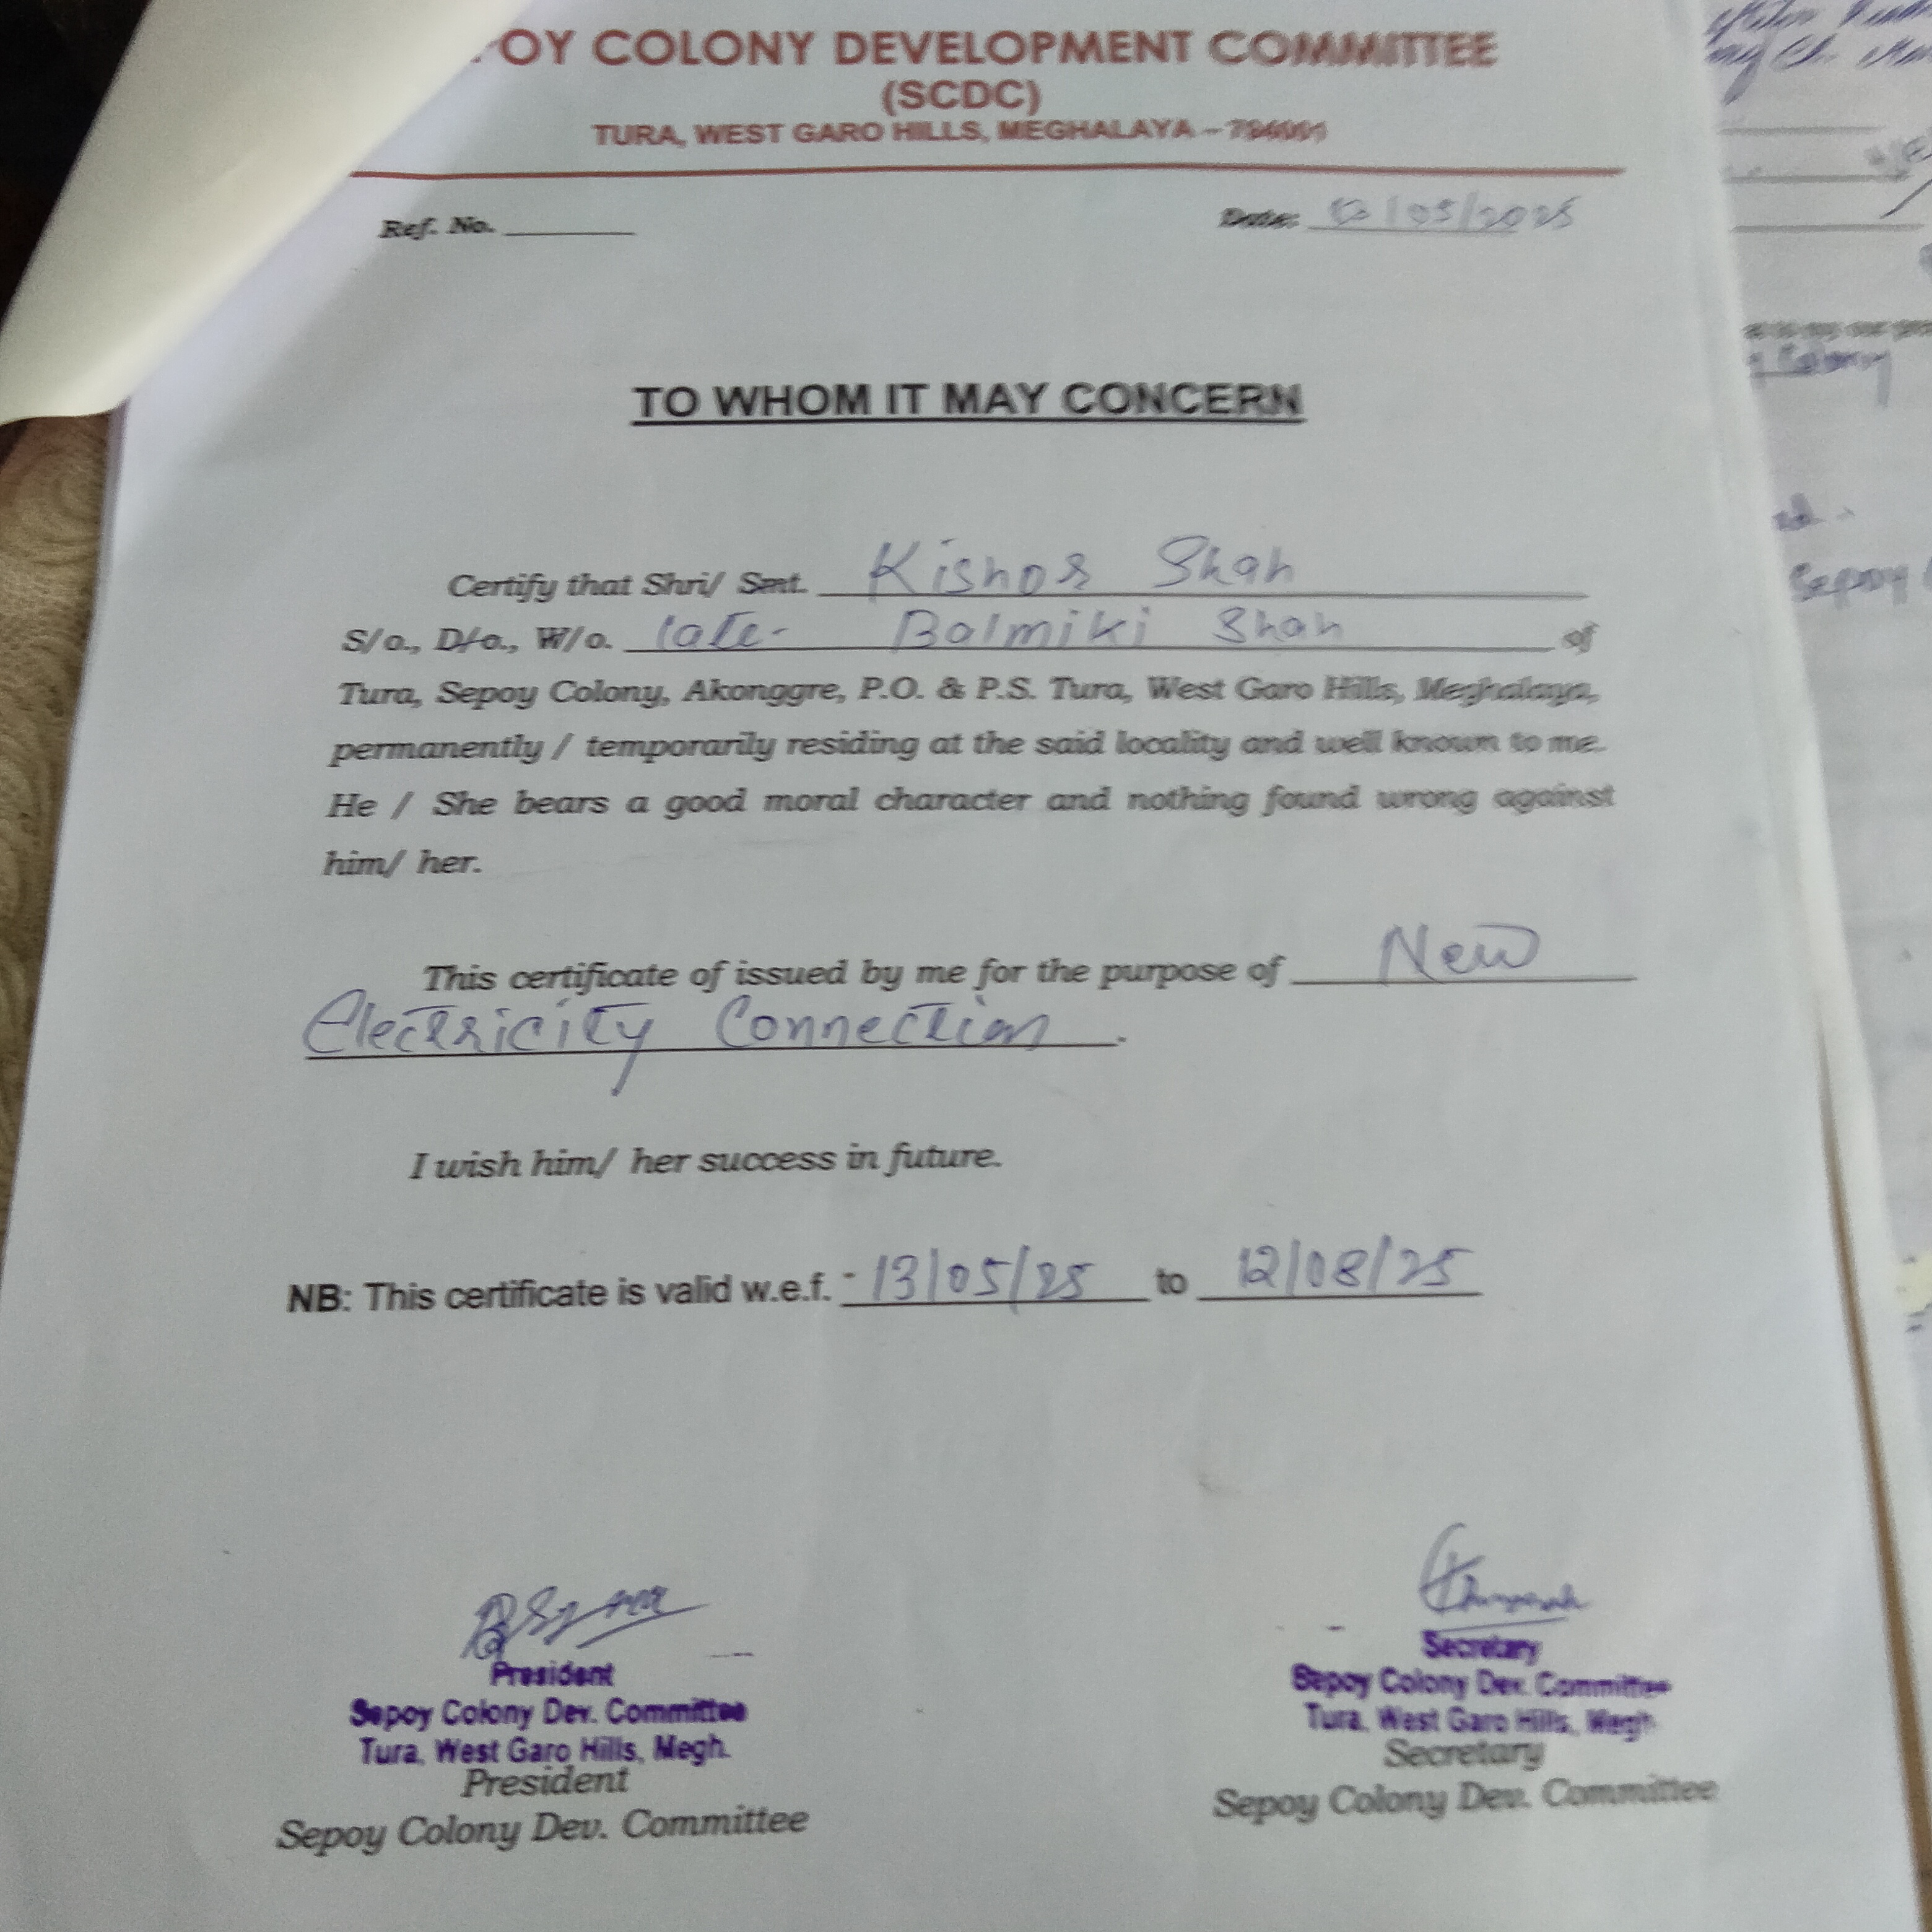 OY COLONY DEVELOPMENT COMMITTEE
(SCDC)
TURA, WEST GARO HILLS, MEGHALAYA –
Ref. No.
Date: /05/2025
TO WHOM IT MAY CONCERN
Certify that Shri/ Smt. Kishor Shah
S/o., D/o., W/o. late- Balmiki Shah of
Tura, Sepoy Colony, Akonggre, P.O. & P.S. Tura, West Garo Hills, Meghalaya,
permanently / temporarily residing at the said locality and well known to me.
He / She bears a good moral character and nothing found wrong against
him/ her.
This certificate of issued by me for the purpose of New
Electricity Connection.
I wish him/ her success in future.
NB: This certificate is valid w.e.f. - 13/05/25 to 12/08/25
President
Sepoy Colony Dev. Committee
Tura, West Garo Hills, Megh.
President
Sepoy Colony Dev. Committee
Secretary
Sepoy Colony Dev. Committee
Tura, West Garo Hills, Megh.
Secretary
Sepoy Colony Dev. Committee
Colony
Sepoy